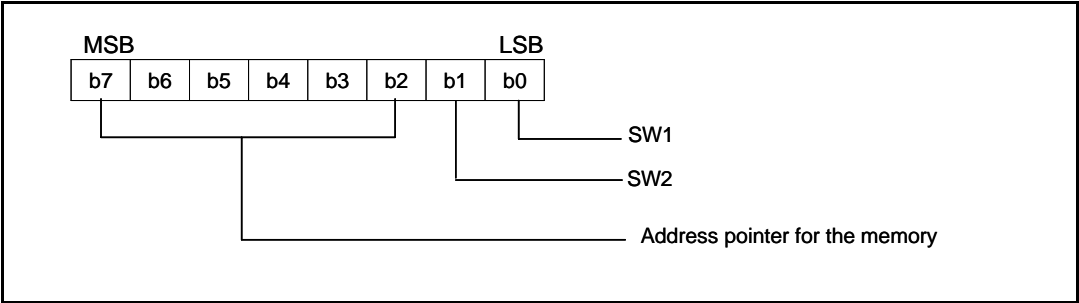 MSB LSB
b7 b6 b5 b4 b3 b2 b1 b0
SW1
SW2
Address pointer for the memory